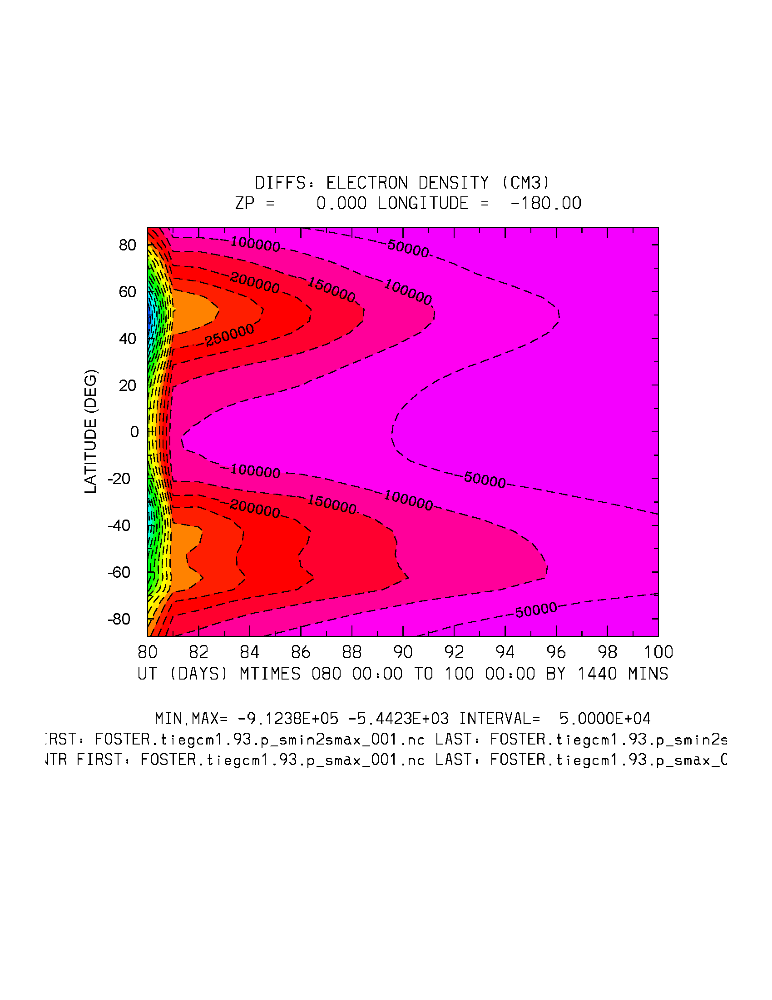 DIFFS: ELECTRON DENSITY (CM3)
ZP = 0.000 LONGITUDE = -180.00
100000
50000
200000
150000
100000
250000
100000
50000
200000
150000
100000
50000
LATITUDE (DEG)
80
60
40
20
0
-20
-40
-60
-80
80 82 84 86 88 90 92 94 96 98 100
UT (DAYS) MTIMES 080 00:00 TO 100 00:00 BY 1440 MINS
MIN,MAX= -9.1238E+05 -5.4423E+03 INTERVAL= 5.0000E+04
RST: FOSTER.tiegcm1.93.p_smin2smax_001.nc LAST: FOSTER.tiegcm1.93.p_smin2s
TR FIRST: FOSTER.tiegcm1.93.p_smax_001.nc LAST: FOSTER.tiegcm1.93.p_smax_